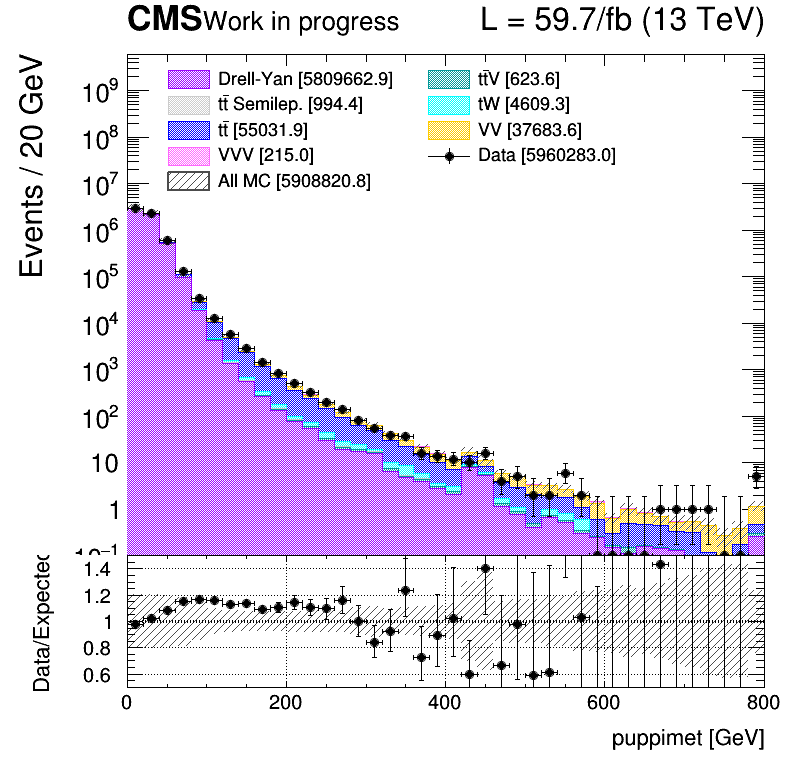 CMS Work in progress L = 59.7/fb (13 TeV)
Drell-Yan [5809662.9]
tt̄ Semilep. [994.4]
tt̄ [55031.9]
VVV [215.0]
All MC [5908820.8]
tt̄V [623.6]
tW [4609.3]
VV [37683.6]
Data [5960283.0]
Events / 20 GeV
10⁹
10⁸
10⁷
10⁶
10⁵
10⁴
10³
10²
10
1
10⁻¹
Data/Expected
1.4
1.2
1
0.8
0.6
0 200 400 600 800
puppimet [GeV]